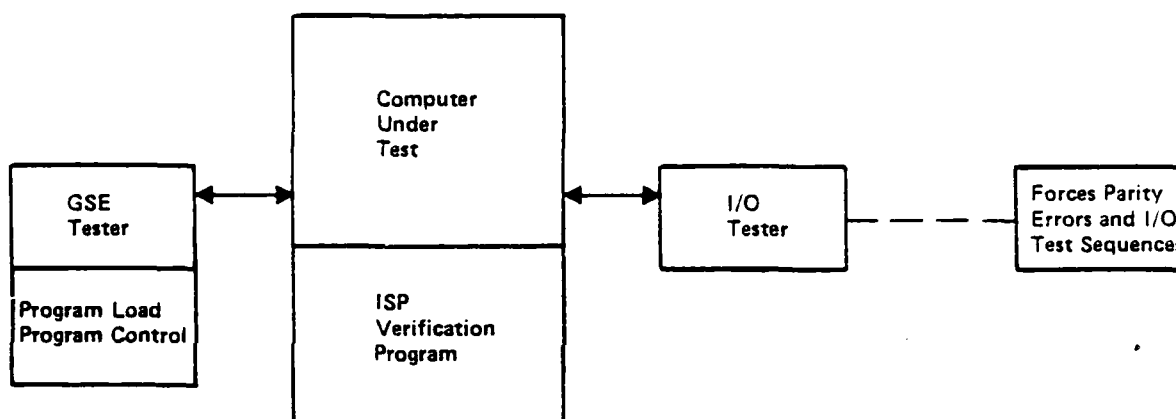 Computer
Under
Test
GSE
Tester
I/O
Tester
Forces Parity
Errors and I/O
Test Sequences
Program Load
Program Control
ISP
Verification
Program